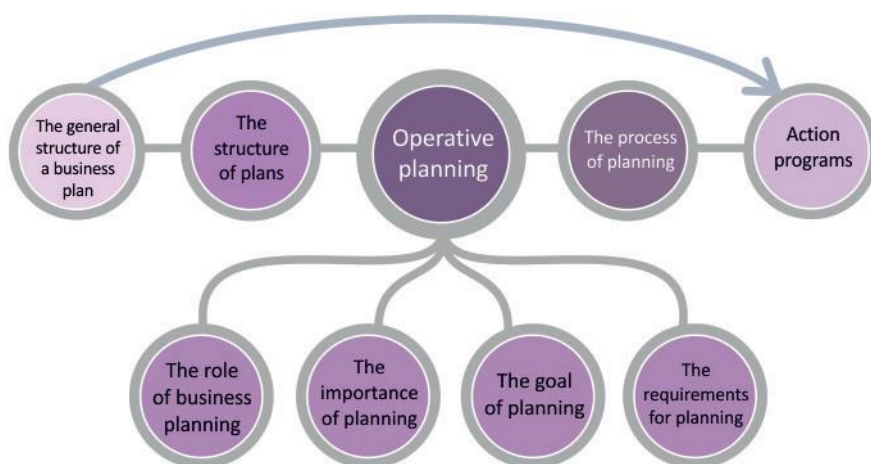 The general
structure of
a business
plan
The
structure
of plans
Operative
planning
The process
of planning
Action
programs
The role
of business
planning
The
importance
of planning
The goal
of planning
The
requirements
for planning